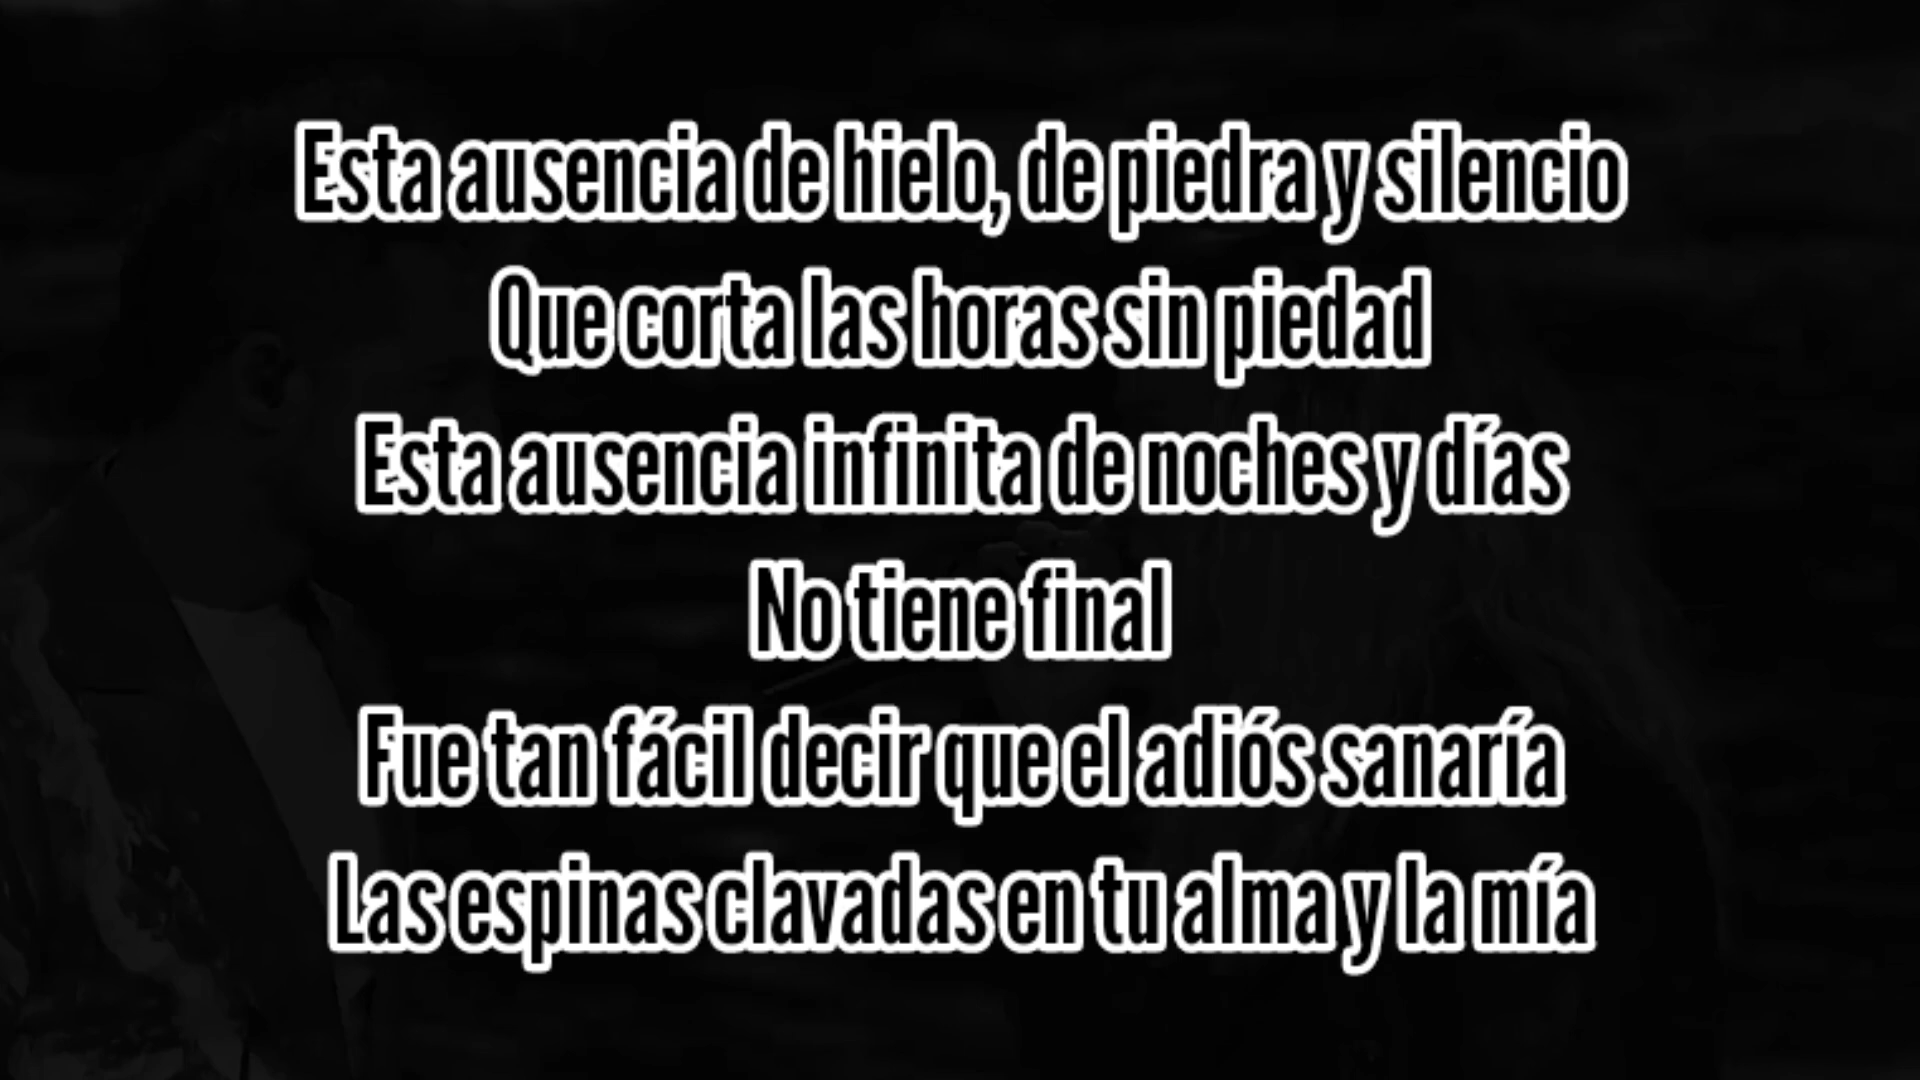 Esta ausencia de hielo, de piedra y silencio
Que corta las horas sin piedad
Esta ausencia infinita de noches y días
No tiene final
Fue tan fácil decir que el adiós sanaría
Las espinas clavadas en tu alma y la mía